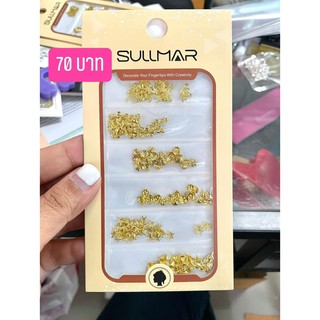 SULLMAR
70 บาท
Decorate Your Fingertips With Creativity